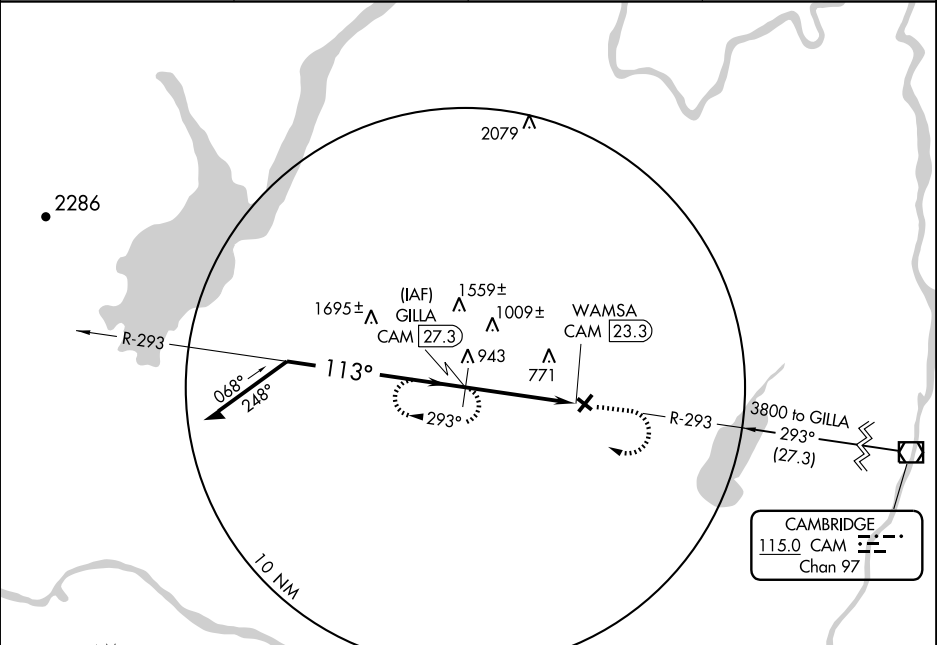 2079
2286
(IAF)
GILLA
CAM 27.3
1559±
1695±
1009±
WAMSA
CAM 23.3
943
771
R-293
113°
068°
248°
293°
R-293
3800 to GILLA
293°
(27.3)
CAMBRIDGE
115.0 CAM
Chan 97
10 NM